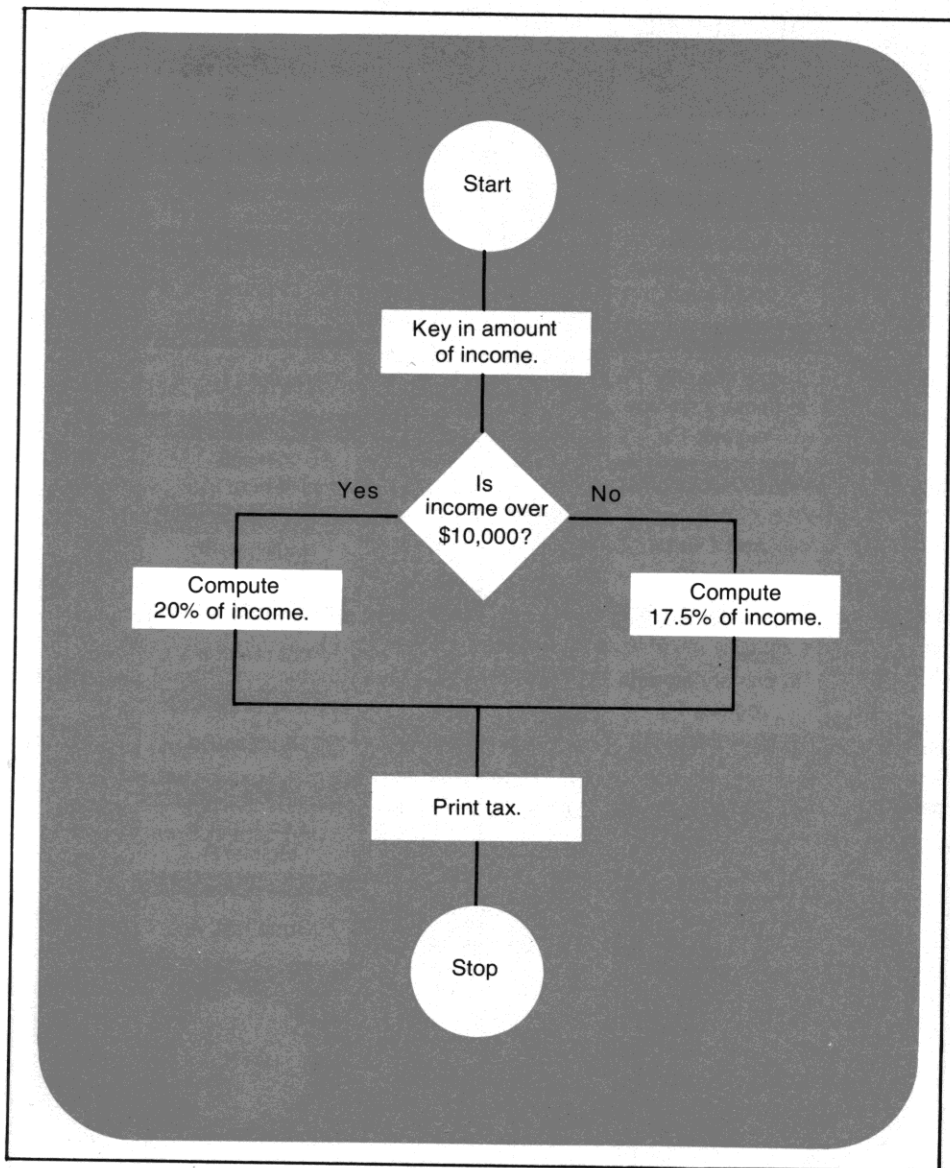 Start
Key in amount
of income.
Is
income over
$10,000?
Yes
No
Compute
20% of income.
Compute
17.5% of income.
Print tax.
Stop